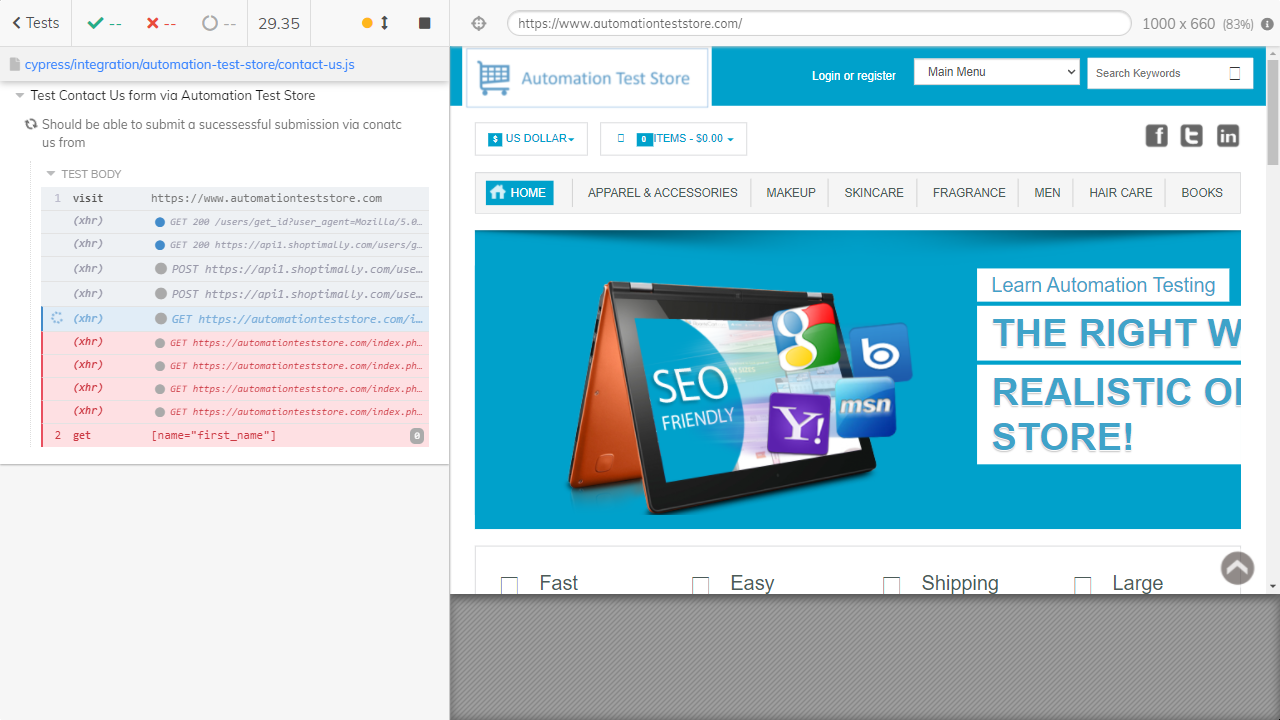 Tests
--
--
--
29.35
https://www.automationteststore.com/
1000 x 660 (83%)
cypress/integration/automation-test-store/contact-us.js
Test Contact Us form via Automation Test Store
Should be able to submit a sucessessful submission via conatc
us from
TEST BODY
1 visit https://www.automationteststore.com
(xhr) GET 200 /users/get_id?user_agent=Mozilla/5.0…
(xhr) GET 200 https://api1.shoptimally.com/users/g…
(xhr) POST https://api1.shoptimally.com/use…
(xhr) POST https://api1.shoptimally.com/use…
(xhr) GET https://automationteststore.com/i…
(xhr) GET https://automationteststore.com/index.ph…
(xhr) GET https://automationteststore.com/index.ph…
(xhr) GET https://automationteststore.com/index.ph…
(xhr) GET https://automationteststore.com/index.ph…
2 get [name="first_name"] 0
Automation Test Store
Login or register
Main Menu
Search Keywords
$ US DOLLAR
0 ITEMS - $0.00
f t in
HOME APPAREL & ACCESSORIES MAKEUP SKINCARE FRAGRANCE MEN HAIR CARE BOOKS
SEO
FRIENDLY
g
b
Y!
msn
Learn Automation Testing
THE RIGHT W
REALISTIC O
STORE!
Fast Easy Shipping Large